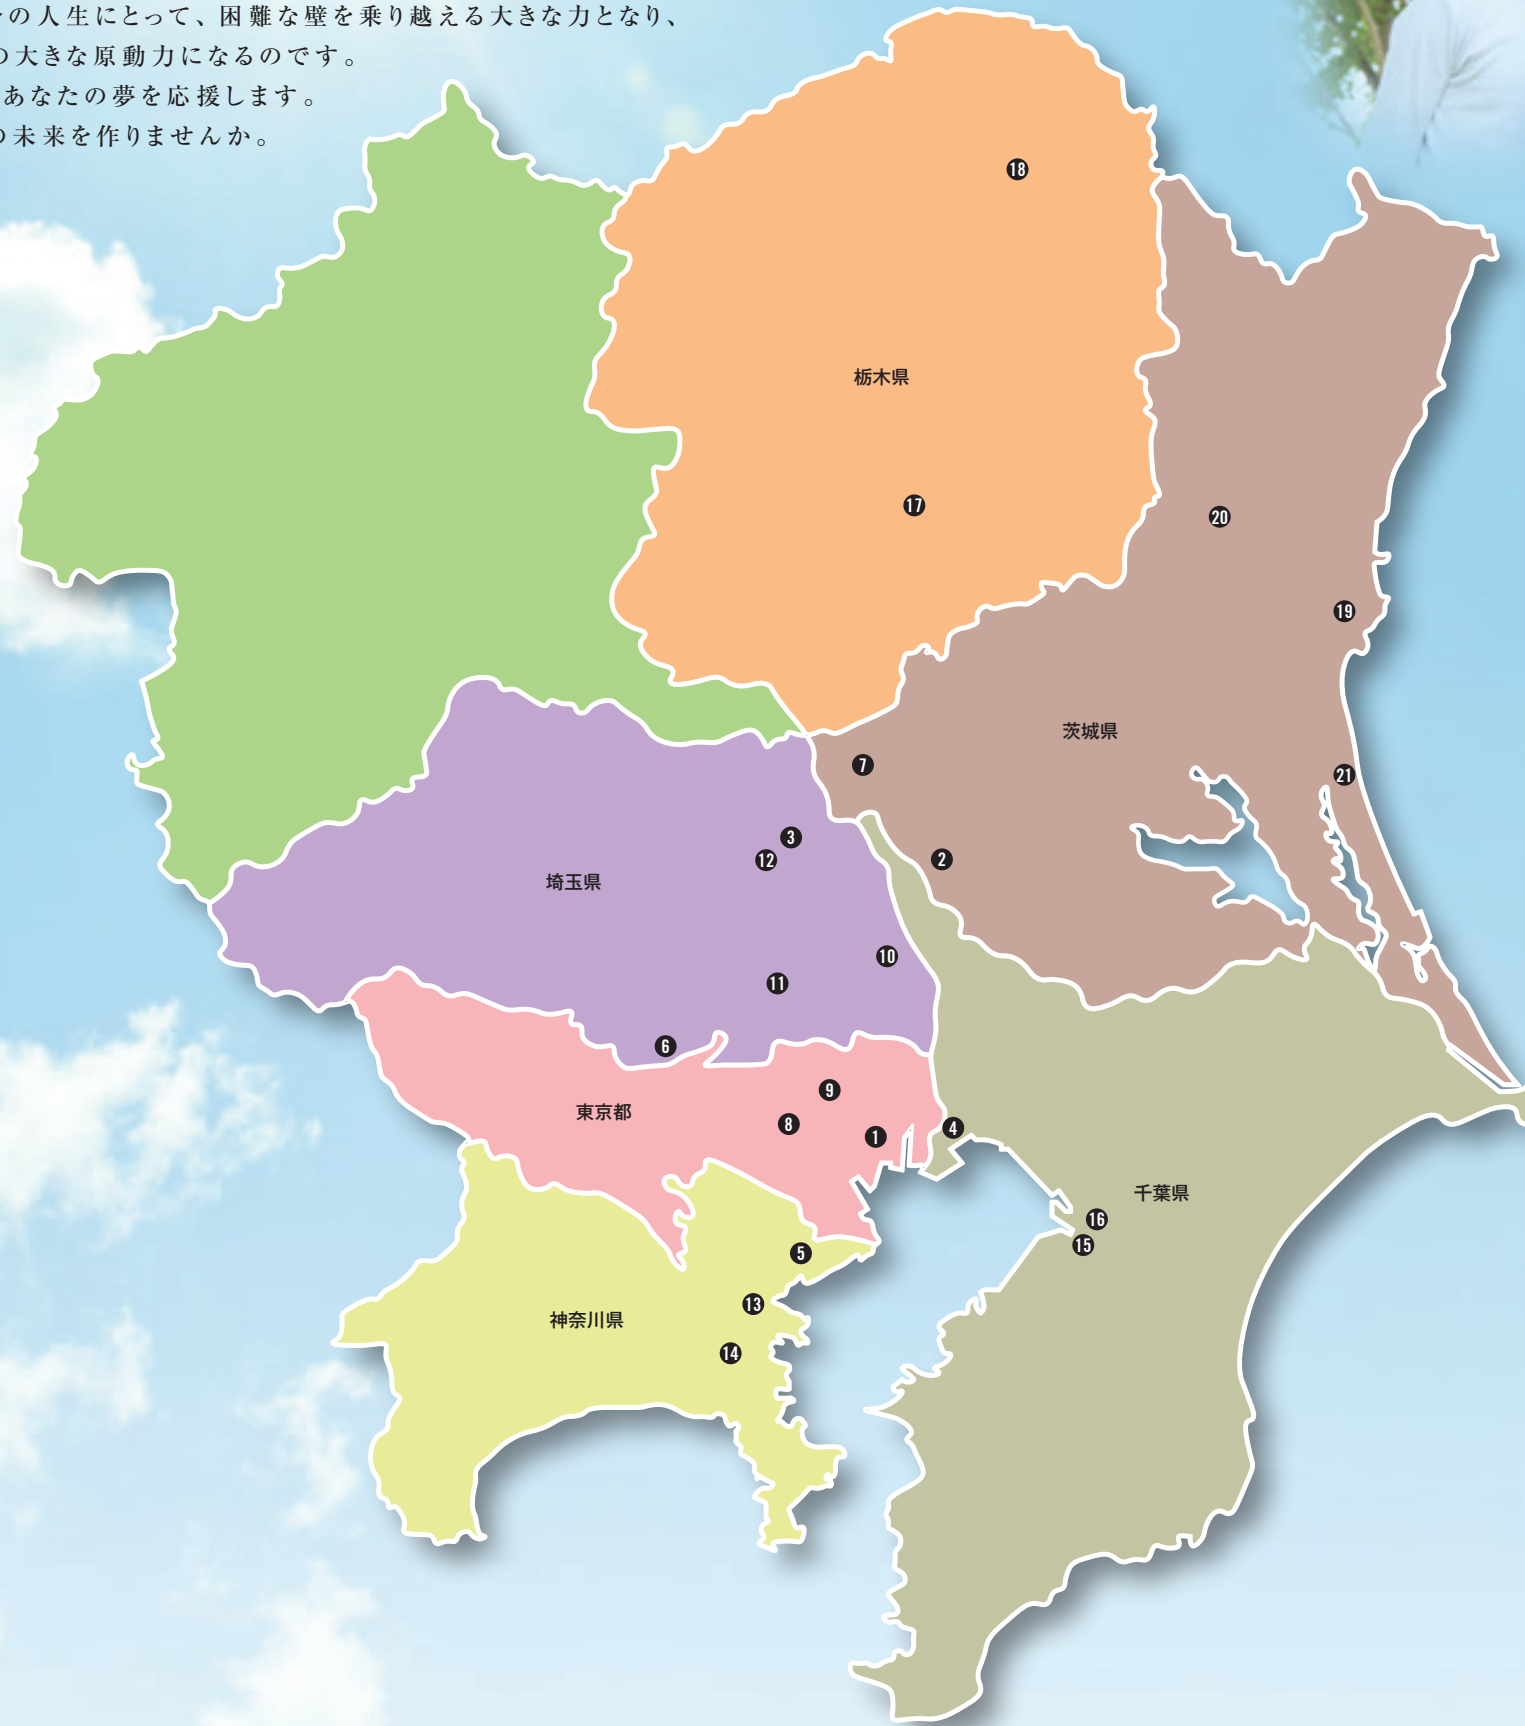 の人生にとって、困難な壁を乗り越える大きな力となり、
の大きな原動力になるのです。
あなたの夢を応援します。
の未来を作りませんか。
18
栃木県
17
20
19
茨城県
7
21
3
12
2
埼玉県
10
11
6
9
東京都
8
1
4
千葉県
16
15
5
13
神奈川県
14